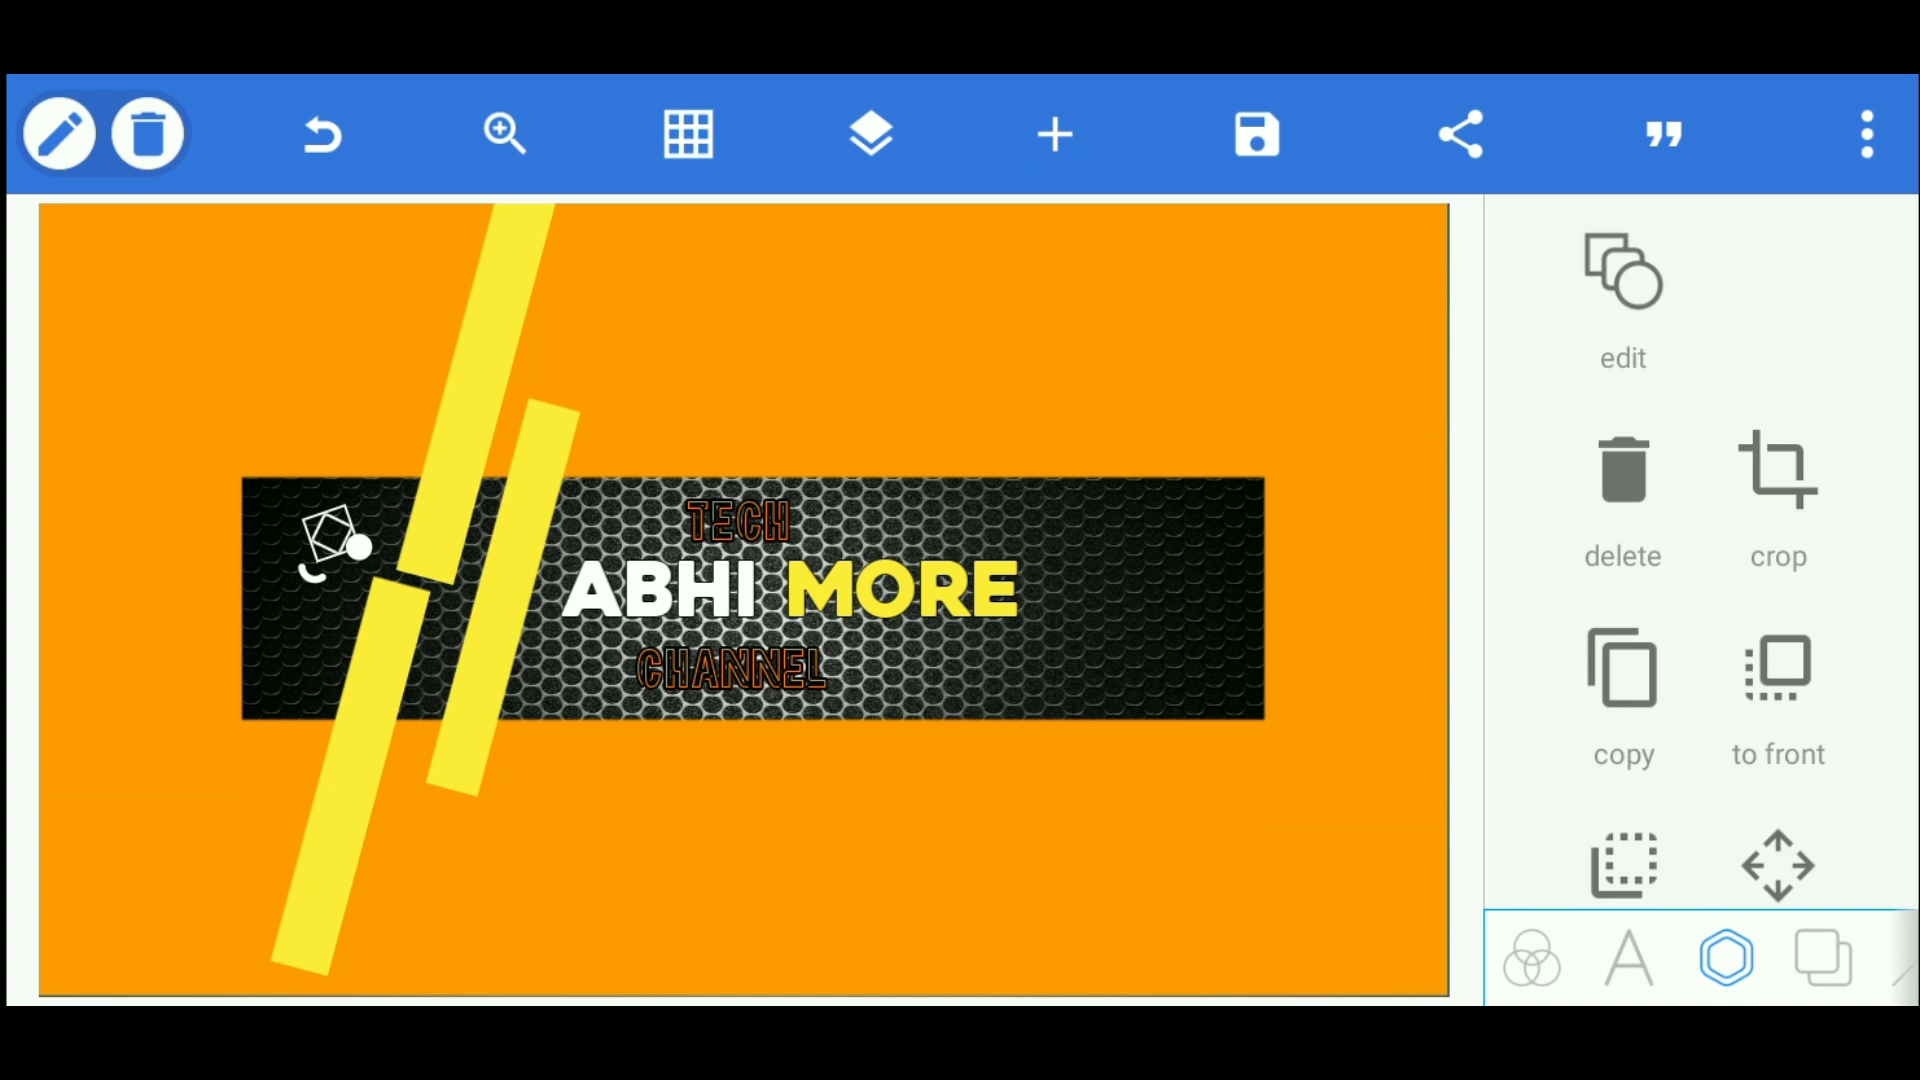 TECH
ABHI MORE
CHANNEL
edit
delete
crop
copy
to front